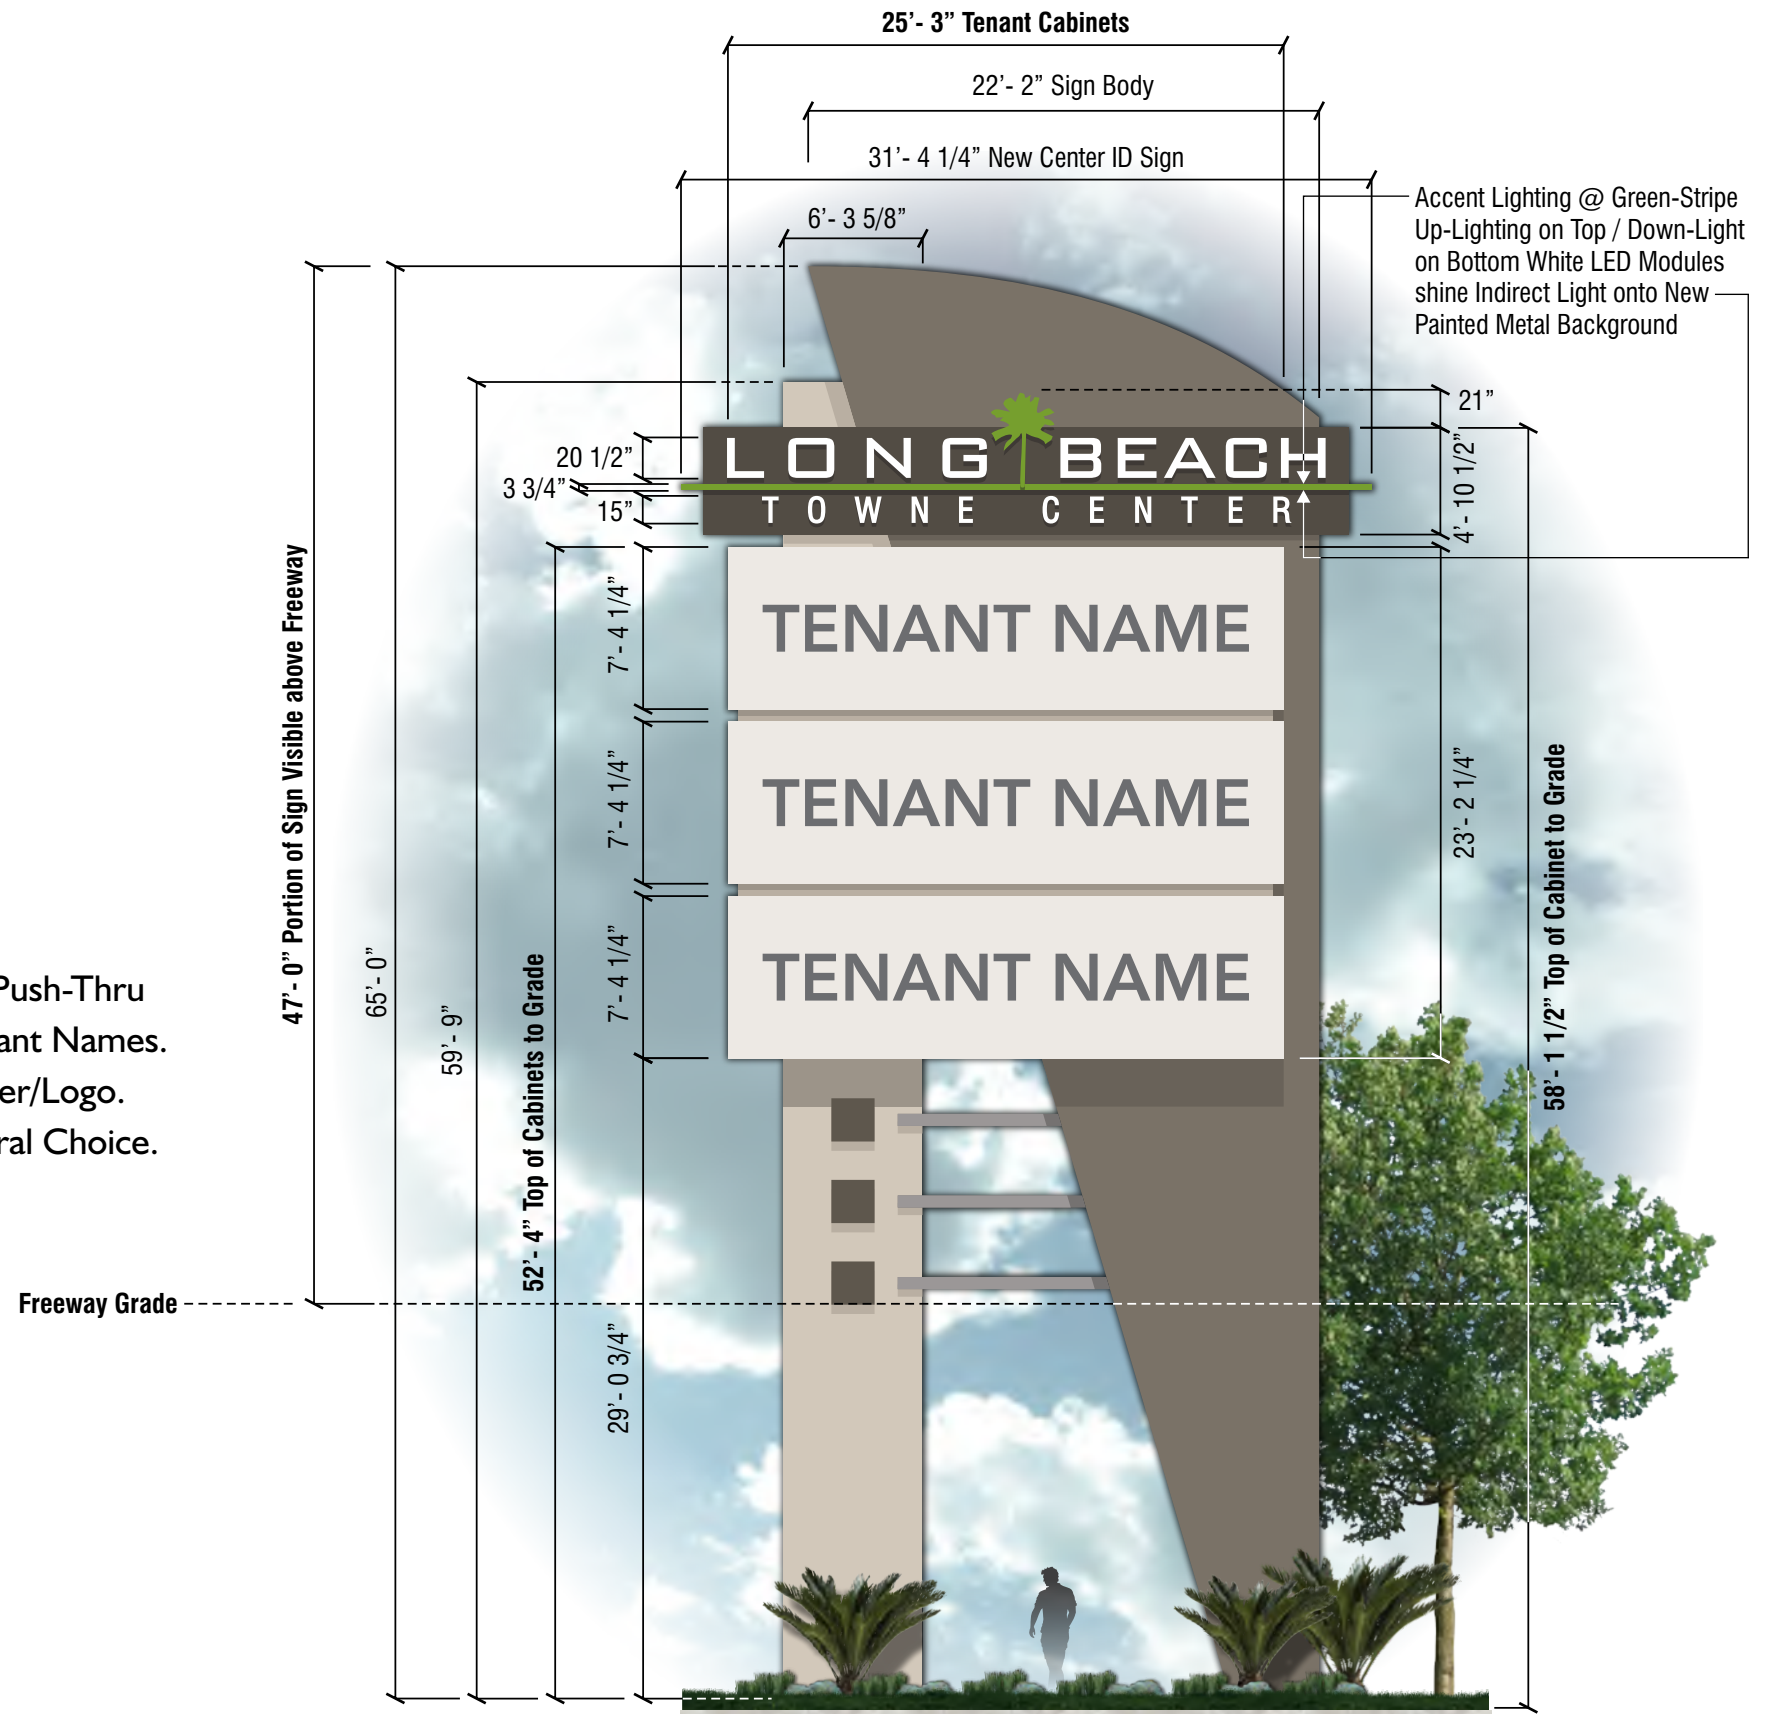 25’- 3” Tenant Cabinets
22’- 2” Sign Body
31’- 4 1/4” New Center ID Sign
6’- 3 5/8”
Accent Lighting @ Green-Stripe
Up-Lighting on Top / Down-Light
on Bottom White LED Modules
shine Indirect Light onto New
Painted Metal Background
21”
4’- 10 1/2”
20 1/2”
3 3/4”
15”
LONG BEACH
TOWNE CENTER
7’- 4 1/4”
TENANT NAME
7’- 4 1/4”
TENANT NAME
7’- 4 1/4”
TENANT NAME
23’- 2 1/4”
58’- 1 1/2” Top of Cabinet to Grade
47’- 0” Portion of Sign Visible above Freeway
65’- 0”
59’- 9”
52’- 4” Top of Cabinets to Grade
29’- 0 3/4”
Push-Thru
ant Names.
er/Logo.
ral Choice.
Freeway Grade